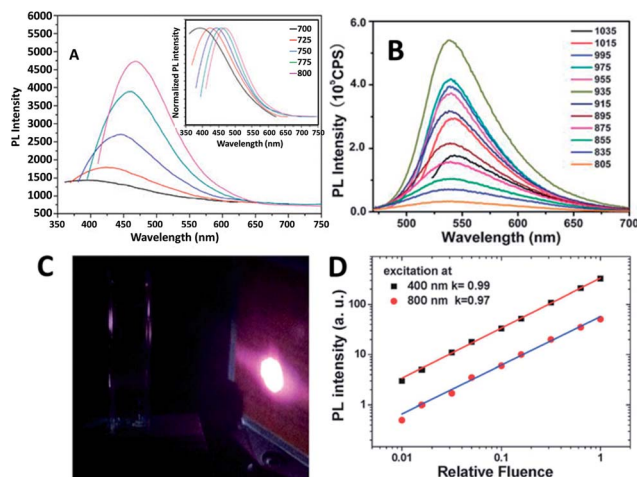 A
PL Intensity
6000
5500
5000
4500
4000
3500
3000
2500
2000
1500
1000
500
350 400 450 500 550 600 650 700 750
Wavelength (nm)
Normalized PL intensity
700
725
750
775
800
350 400 450 500 550 600 650 700 750
Wavelength(nm)
B
PL Intensity (10⁵CPS)
6.0
4.0
2.0
0.0
500 550 600 650 700
Wavelength(nm)
1035
1015
995
975
955
935
915
895
875
855
835
805
C
D
PL intensity (a. u.)
100
10
1
excitation at
400 nm k= 0.99
800 nm k=0.97
0.01 0.1 1
Relative Fluence